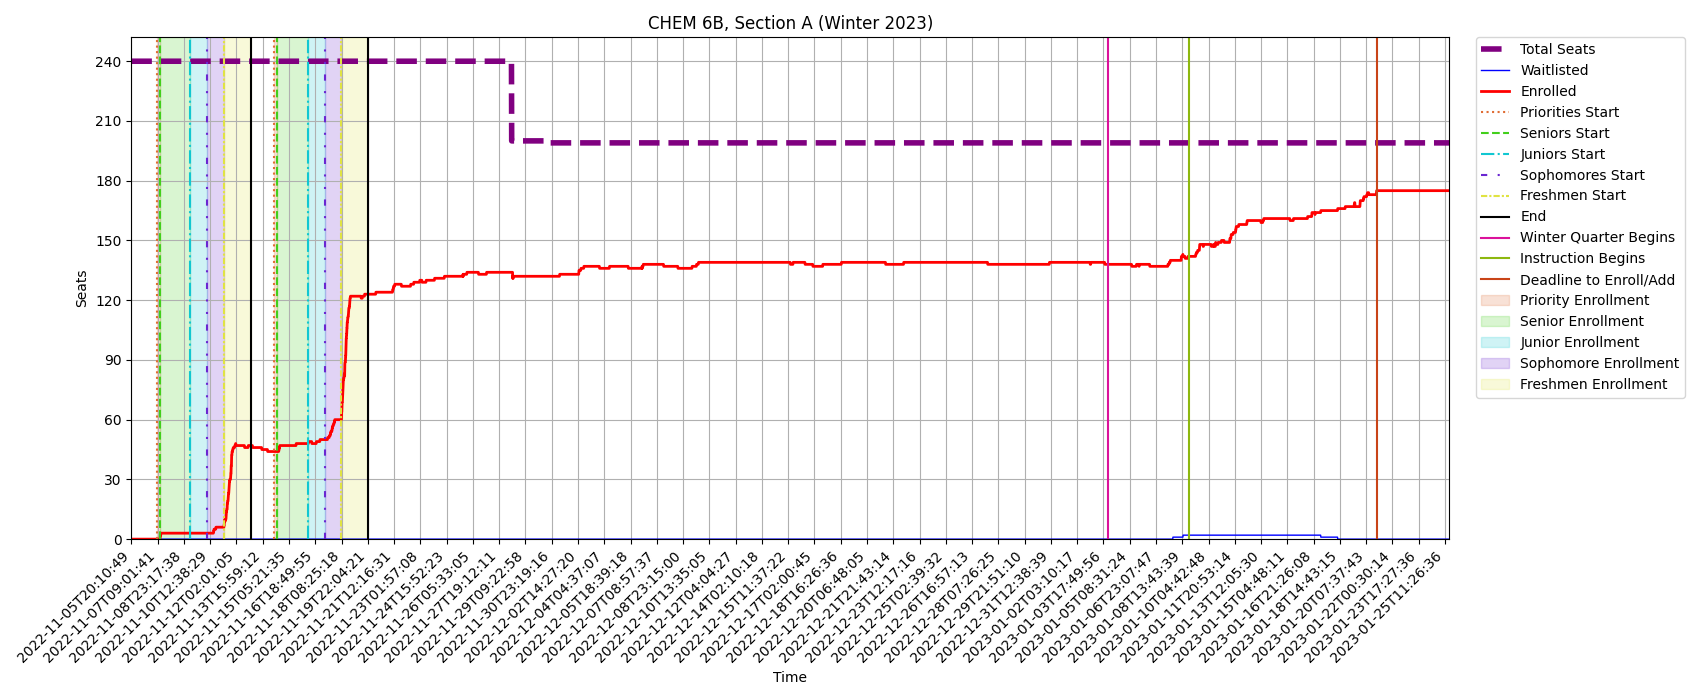 CHEM 6B, Section A (Winter 2023)
Total Seats
Waitlisted
Enrolled
Priorities Start
Seniors Start
Juniors Start
Sophomores Start
Freshmen Start
End
Winter Quarter Begins
Instruction Begins
Deadline to Enroll/Add
Priority Enrollment
Senior Enrollment
Junior Enrollment
Sophomore Enrollment
Freshmen Enrollment
Seats
240
210
180
150
120
90
60
30
0
2022-11-05T20:10:49
2022-11-07T09:01:41
2022-11-08T23:17:38
2022-11-10T12:38:29
2022-11-12T02:01:05
2022-11-13T15:59:12
2022-11-15T05:21:35
2022-11-16T18:49:55
2022-11-18T08:25:18
2022-11-19T22:04:21
2022-11-21T12:16:31
2022-11-23T01:57:08
2022-11-24T15:52:23
2022-11-26T05:33:05
2022-11-27T19:12:11
2022-11-29T09:22:58
2022-11-30T23:19:16
2022-12-02T14:27:20
2022-12-04T04:37:07
2022-12-05T18:39:18
2022-12-07T08:57:37
2022-12-08T23:15:00
2022-12-10T13:35:05
2022-12-12T04:04:27
2022-12-14T02:10:18
2022-12-15T11:37:22
2022-12-17T02:00:45
2022-12-18T16:26:36
2022-12-20T06:48:05
2022-12-21T21:43:14
2022-12-23T12:17:16
2022-12-25T02:39:32
2022-12-26T16:57:13
2022-12-28T07:26:25
2022-12-29T21:51:10
2022-12-31T12:38:39
2023-01-02T03:10:17
2023-01-03T17:49:56
2023-01-05T08:31:24
2023-01-06T23:07:47
2023-01-08T13:43:39
2023-01-10T04:42:48
2023-01-11T20:53:14
2023-01-13T12:05:30
2023-01-15T04:48:11
2023-01-16T21:26:08
2023-01-18T14:43:15
2023-01-20T07:37:43
2023-01-22T00:30:14
2023-01-23T17:27:36
2023-01-25T11:26:36
Time